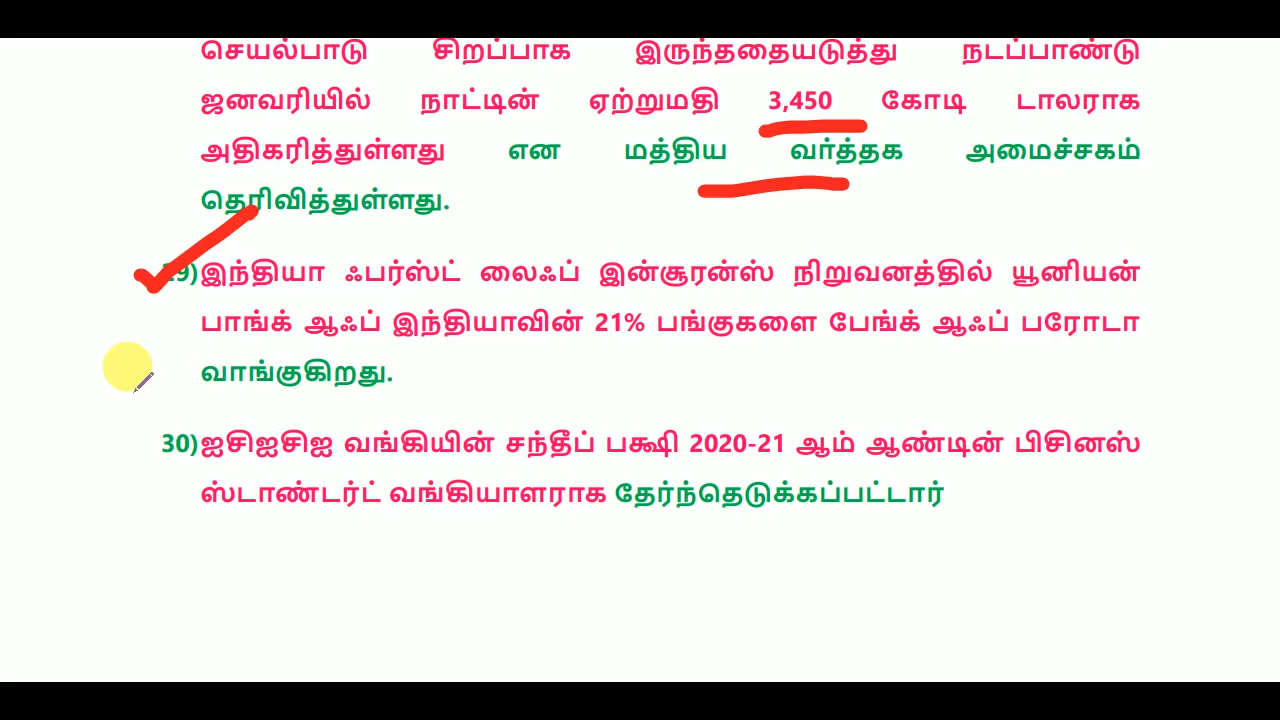 செயல்பாடு சிறப்பாக இருந்ததையடுத்து நடப்பாண்டு
ஜனவரியில் நாட்டின் ஏற்றுமதி 3,450 கோடி டாலராக
அதிகரித்துள்ளது என மத்திய வர்த்தக அமைச்சகம்
தெரிவித்துள்ளது.
29)இந்தியா ஃபர்ஸ்ட் லைஃப் இன்சூரன்ஸ் நிறுவனத்தில் யூனியன்
பாங்க் ஆஃப் இந்தியாவின் 21% பங்குகளை பேங்க் ஆஃப் பரோடா
வாங்குகிறது.
30)ஐசிஐசிஐ வங்கியின் சந்தீப் பக்ஷி 2020-21 ஆம் ஆண்டின் பிசினஸ்
ஸ்டாண்டர்ட் வங்கியாளராக தேர்ந்தெடுக்கப்பட்டார்